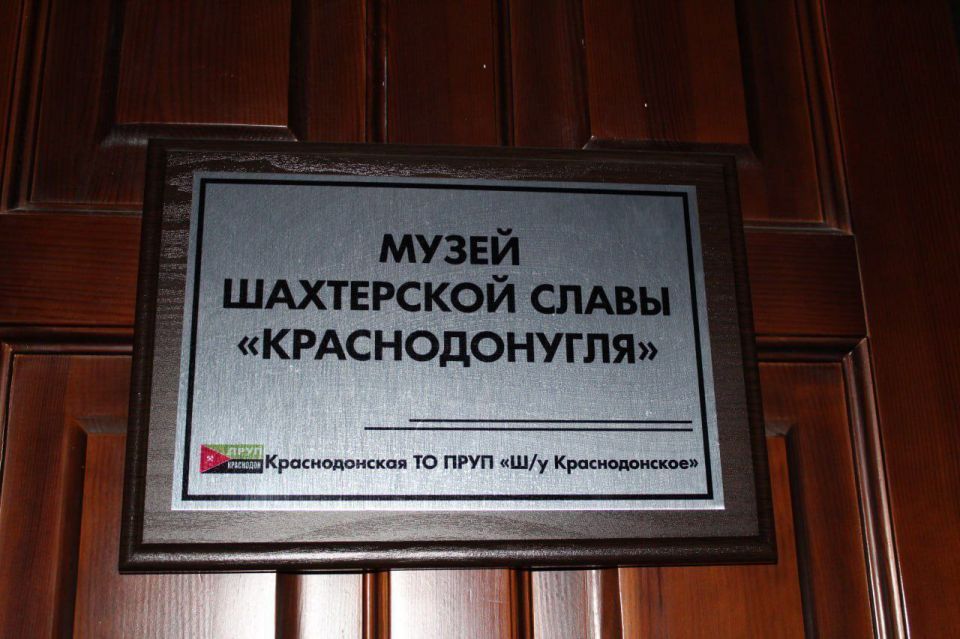 МУЗЕЙ
ШАХТЕРСКОЙ СЛАВЫ
«КРАСНОДОНУГЛЯ»
ПРУП
КРАСНОДОН
Краснодонская ТО ПРУП «Ш/у Краснодонское»